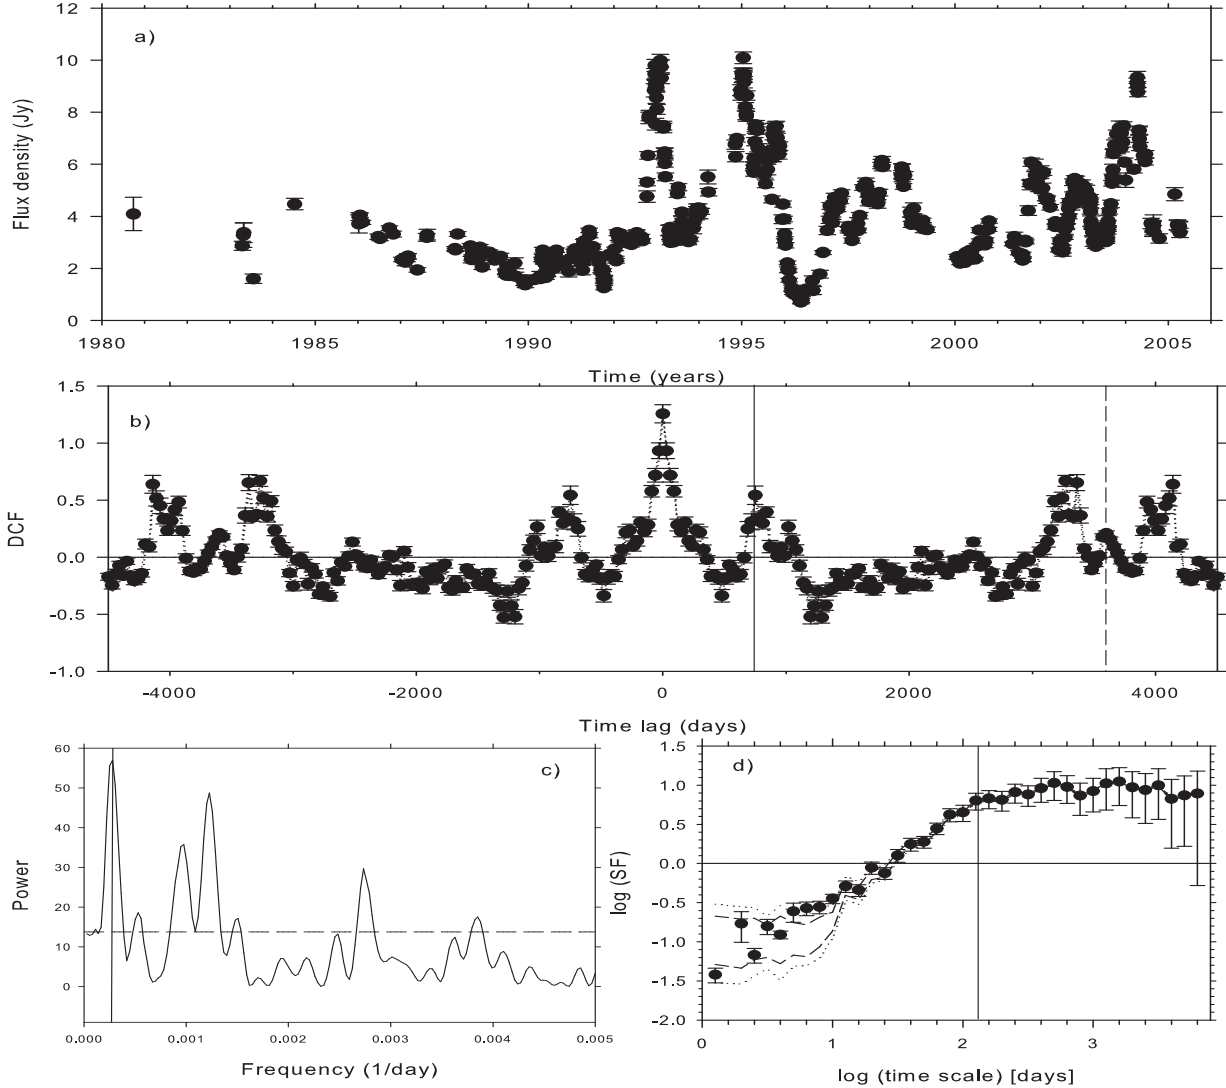 12
10
8
6
4
2
0
Flux density (Jy)
a)
1980 1985 1990 1995 2000 2005
Time (years)
1.5
1.0
0.5
0.0
-0.5
-1.0
DCF
b)
-4000 -2000 0 2000 4000
Time lag (days)
60
50
40
30
20
10
0
Power
c)
0.000 0.001 0.002 0.003 0.004 0.005
Frequency (1/day)
1.5
1.0
0.5
0.0
-0.5
-1.0
-1.5
-2.0
log (SF)
d)
0 1 2 3
log (time scale) [days]